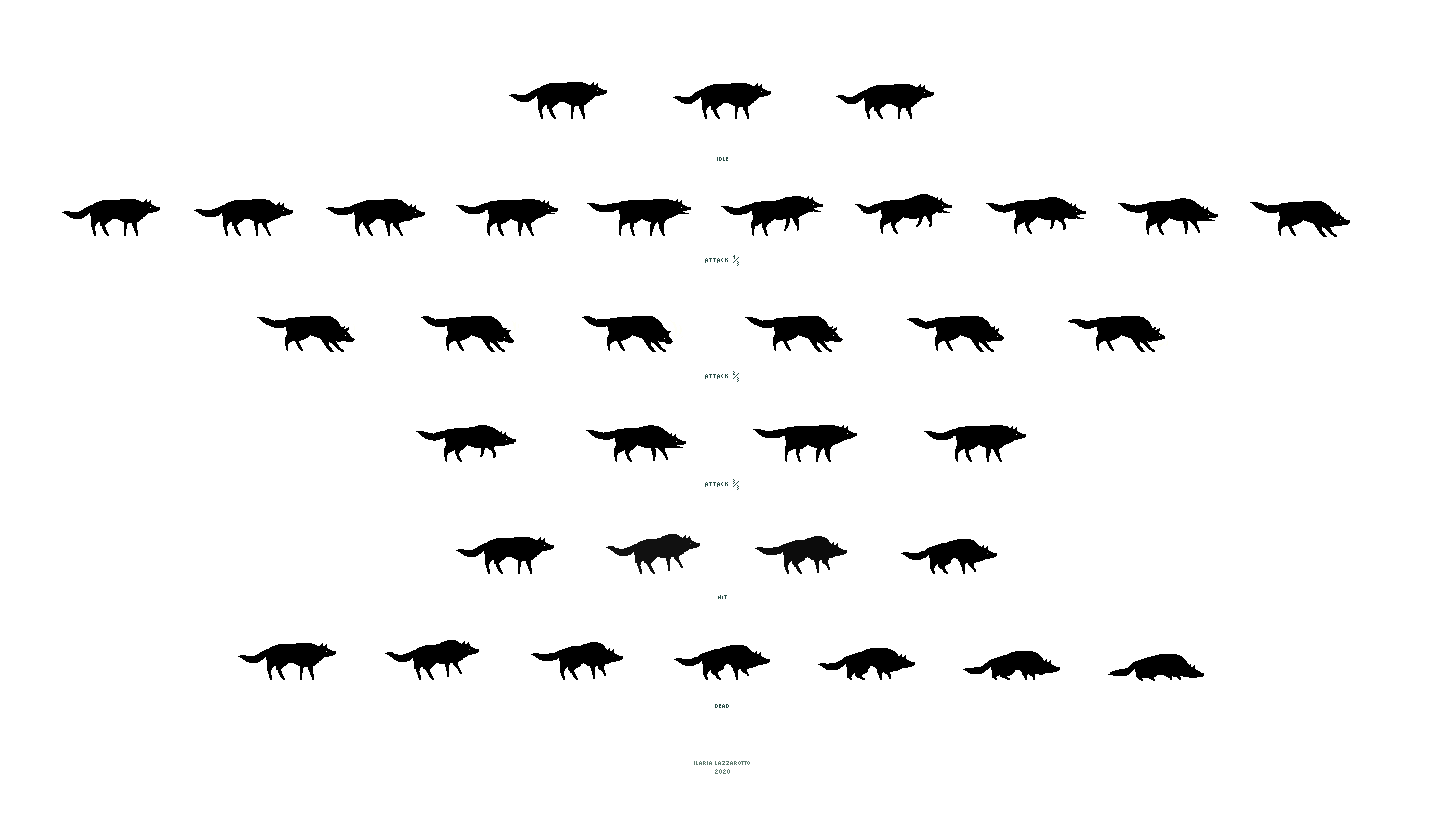 IDLE
ATTACK 1/3
ATTACK 2/3
ATTACK 3/3
HIT
DEAD
ILARIA LAZZAROTTO
2020